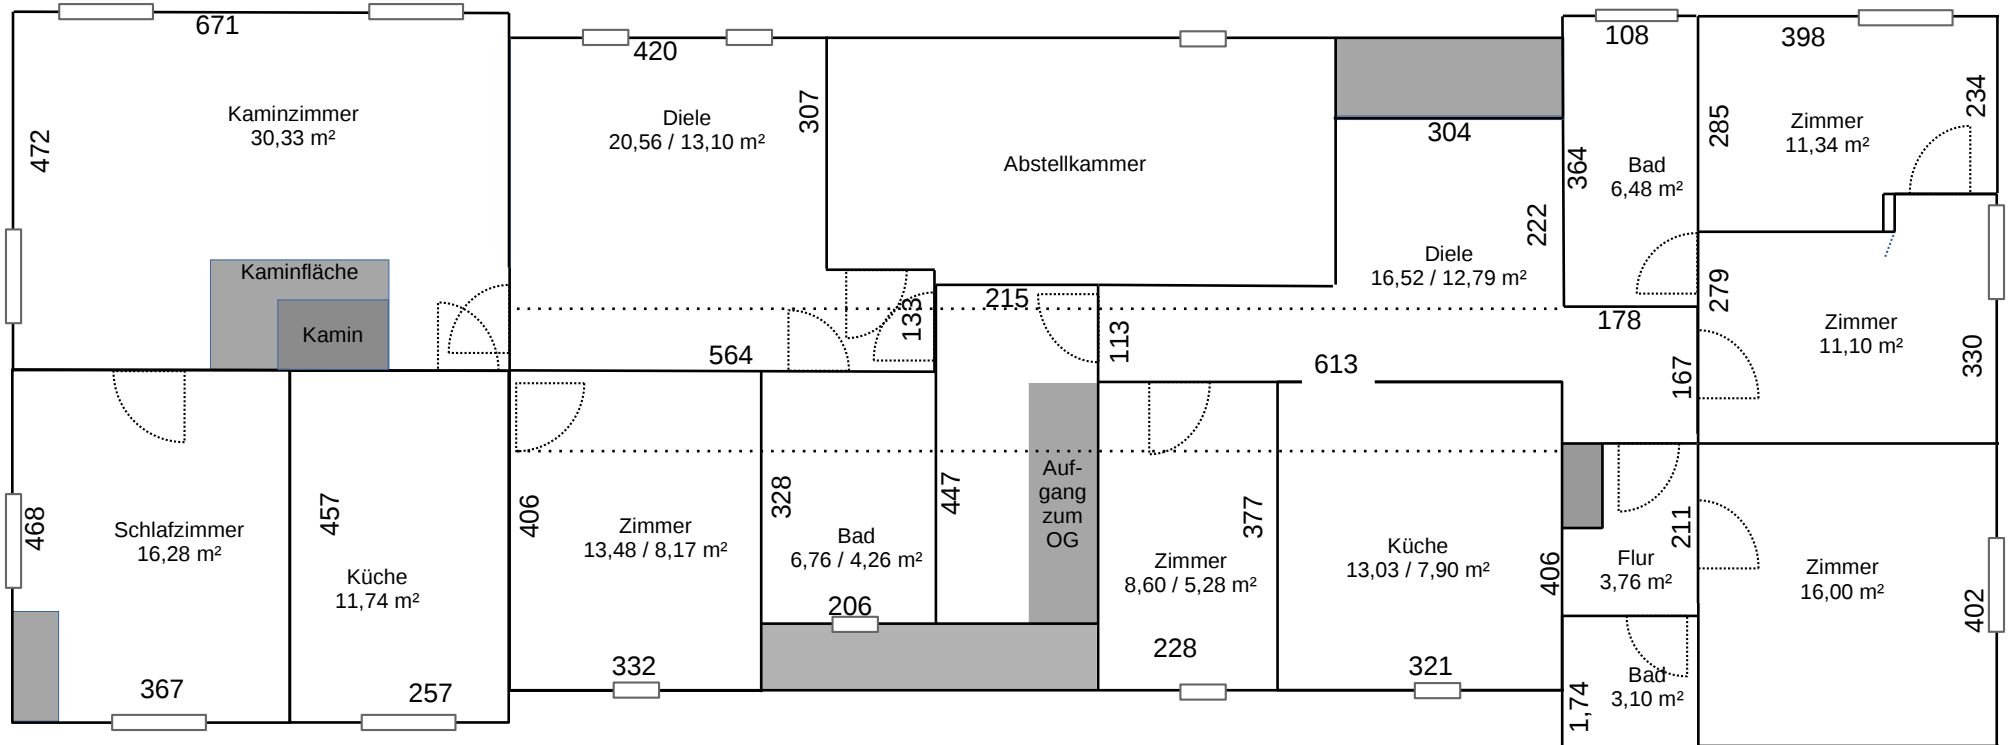 671
472
Kaminzimmer
30,33 m²
Kaminfläche
Kamin
420
307
Diele
20,56 / 13,10 m²
133
564
Abstellkammer
215
304
222
Diele
16,52 / 12,79 m²
113
613
108
364
Bad
6,48 m²
178
167
398
285
234
Zimmer
11,34 m²
279
Zimmer
11,10 m²
330
468
Schlafzimmer
16,28 m²
367
457
Küche
11,74 m²
257
406
Zimmer
13,48 / 8,17 m²
332
328
Bad
6,76 / 4,26 m²
206
447
Auf-
gang
zum
OG
Zimmer
8,60 / 5,28 m²
377
228
Küche
13,03 / 7,90 m²
406
321
211
Flur
3,76 m²
1,74
Bad
3,10 m²
Zimmer
16,00 m²
402